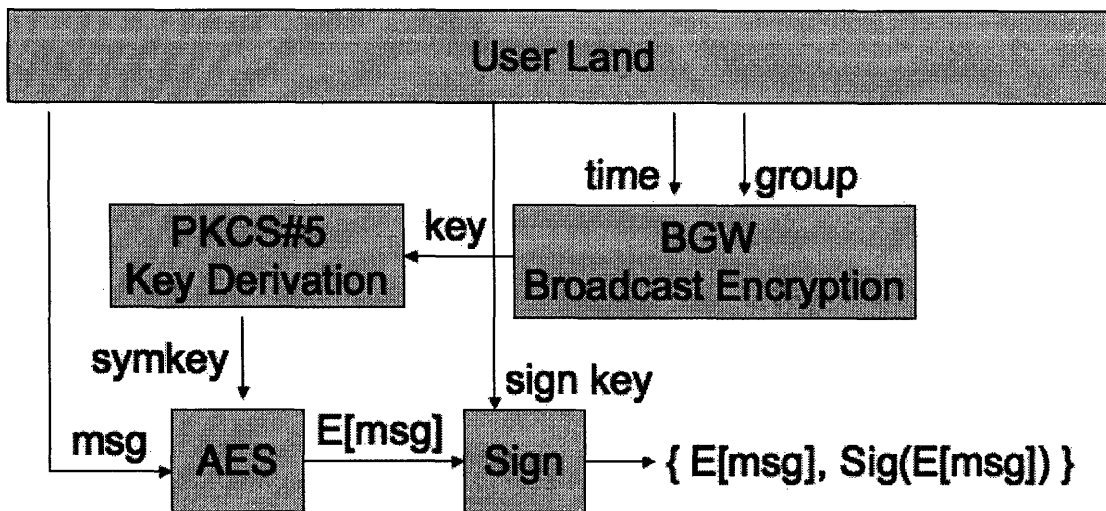 User Land
time
group
PKCS#5
Key Derivation
key
BGW
Broadcast Encryption
symkey
sign key
msg
AES
E[msg]
Sign
{ E[msg], Sig(E[msg]) }